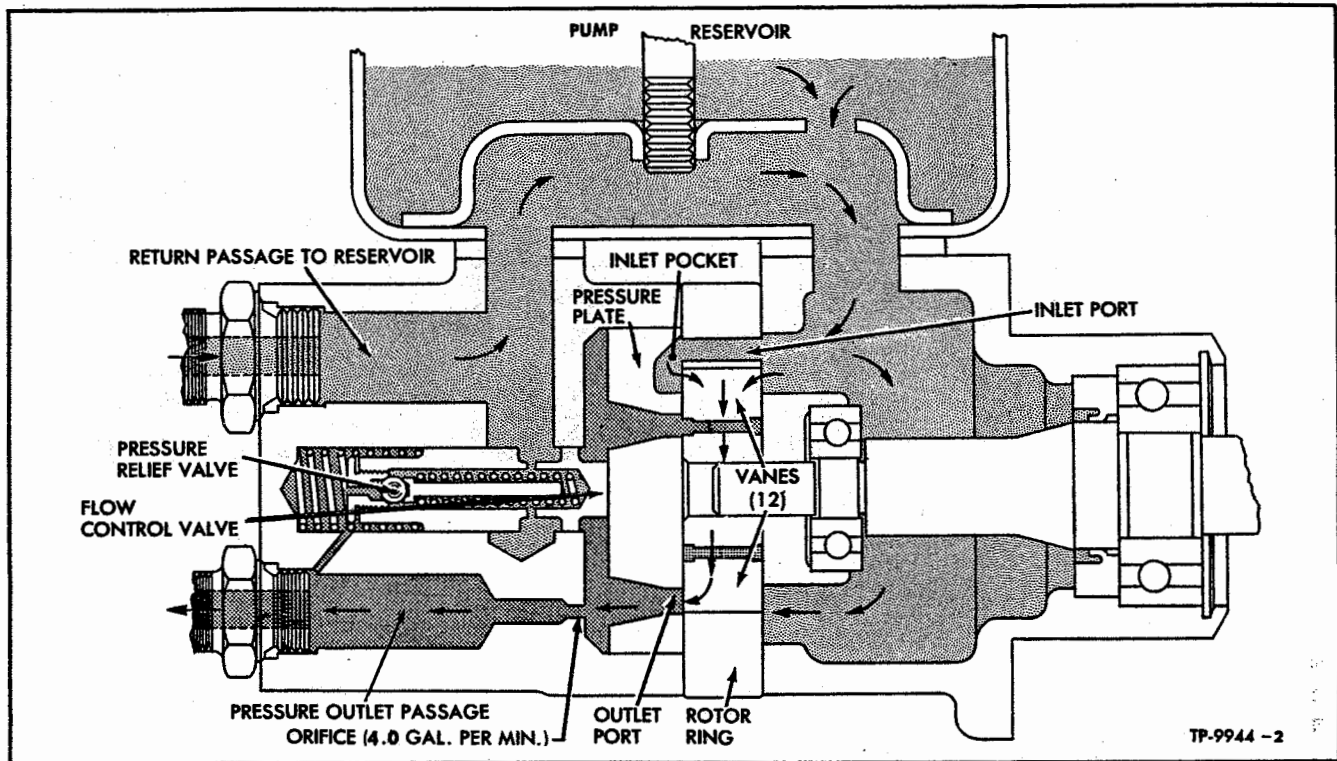 PUMP RESERVOIR
RETURN PASSAGE TO RESERVOIR
INLET POCKET
PRESSURE
PLATE
INLET PORT
PRESSURE
RELIEF VALVE
FLOW
CONTROL VALVE
VANES
(12)
PRESSURE OUTLET PASSAGE
ORIFICE (4.0 GAL. PER MIN.)
OUTLET
PORT
ROTOR
RING
TP-9944-2